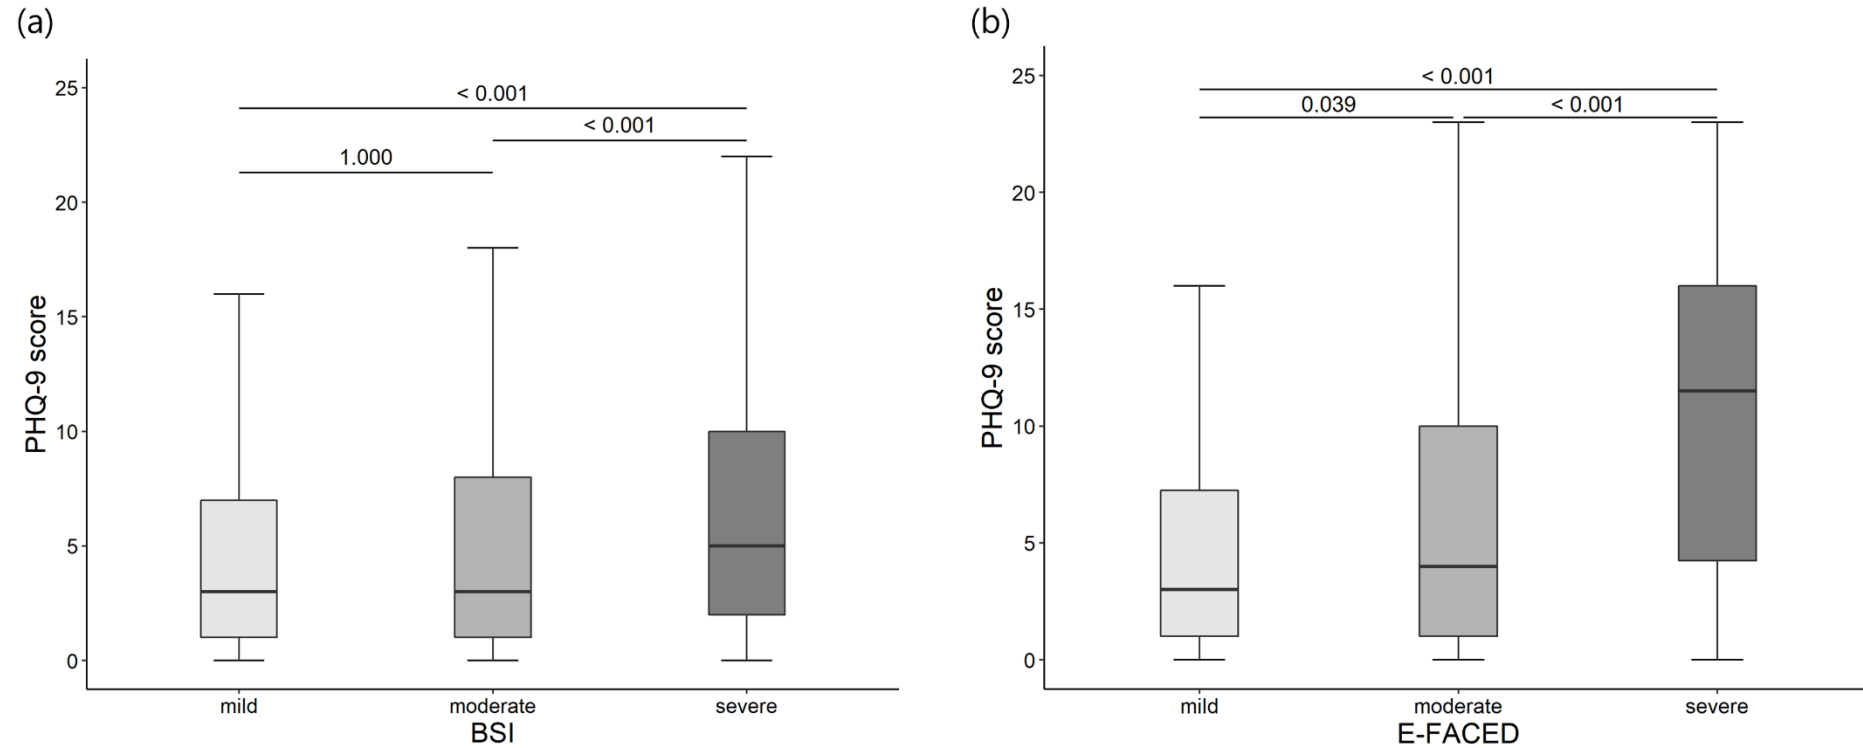 (a)
< 0.001
< 0.001
1.000
25
20
15
10
5
0
PHQ-9 score
mild
moderate
severe
BSI
(b)
< 0.001
0.039
< 0.001
25
20
15
10
5
0
PHQ-9 score
mild
moderate
severe
E-FACED